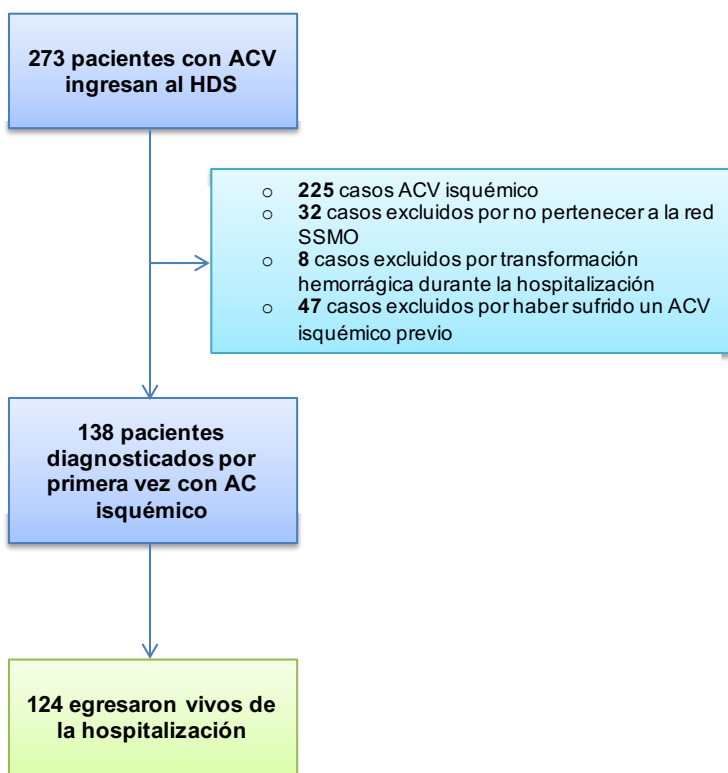 273 pacientes con ACV
ingresan al HDS
o 225 casos ACV isquémico
o 32 casos excluidos por no pertenecer a la red
SSMO
o 8 casos excluidos por transformación
hemorrágica durante la hospitalización
o 47 casos excluidos por haber sufrido un ACV
isquémico previo
138 pacientes
diagnosticados por
primera vez con AC
isquémico
124 egresaron vivos de
la hospitalización